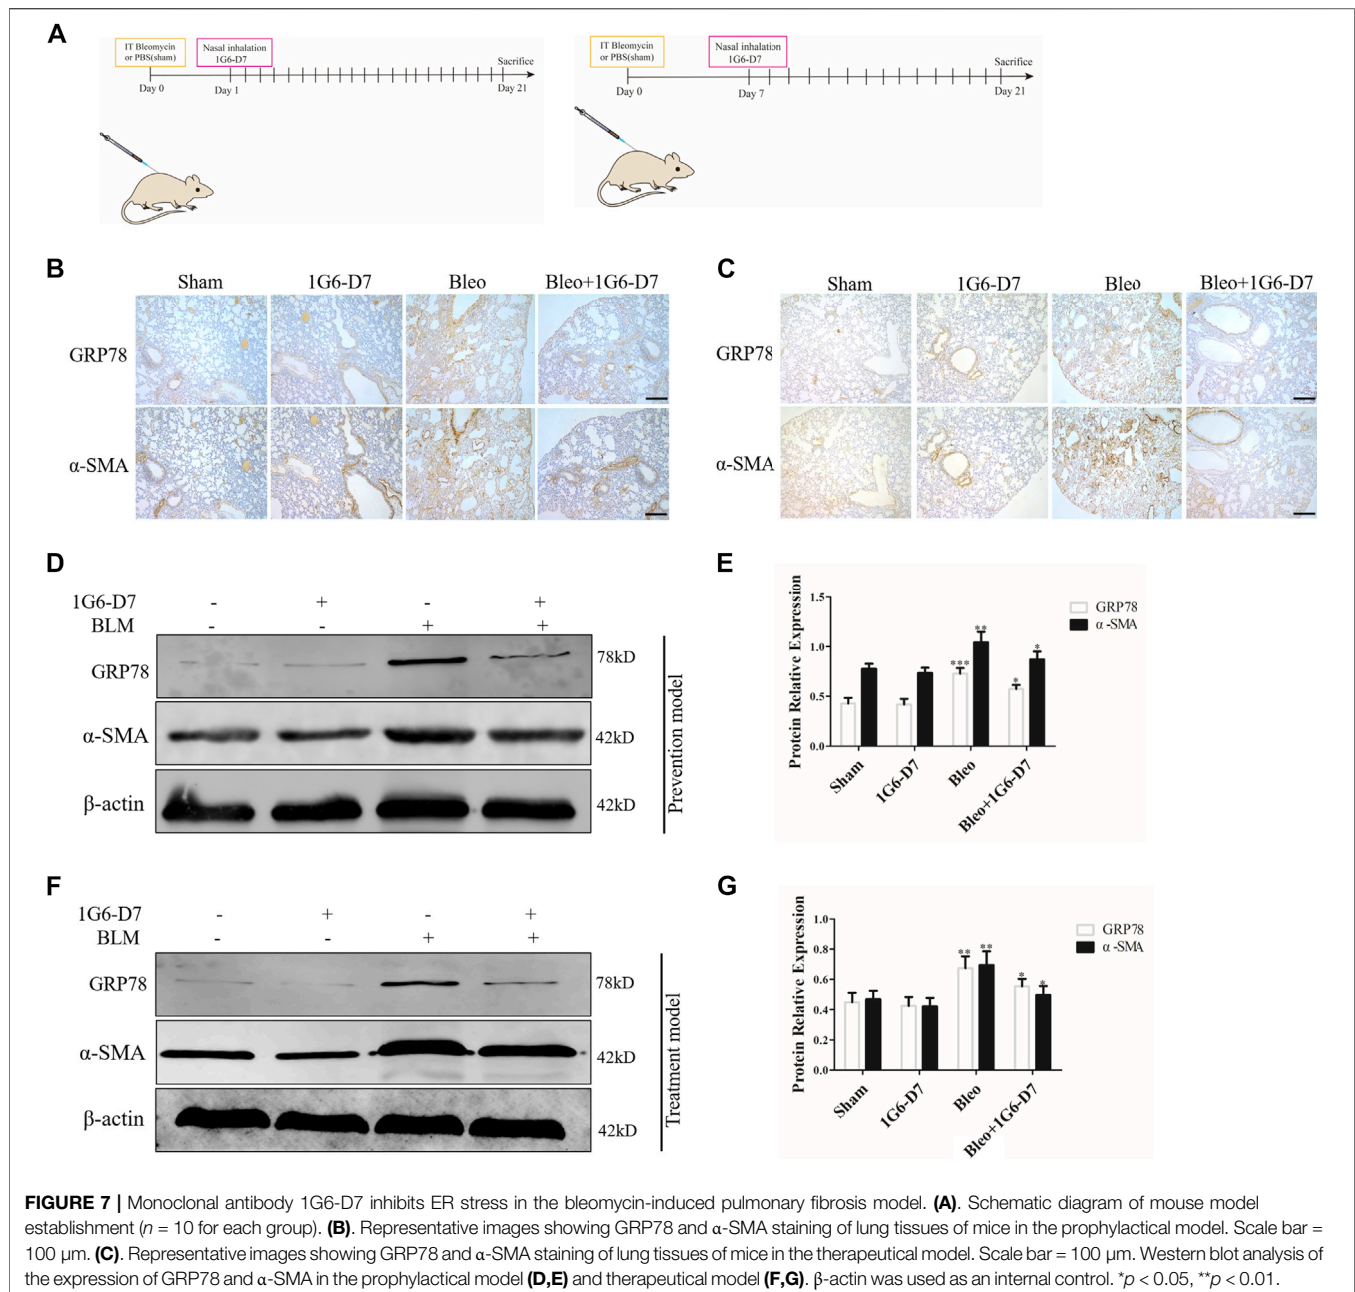 A
IT Bleomycin
or PBS(sham)
Nasal inhalation
1G6-D7
Sacrifice
Day 0
Day 1
Day 21
IT Bleomycin
or PBS(sham)
Nasal inhalation
1G6-D7
Sacrifice
Day 0
Day 7
Day 21
B
Sham
1G6-D7
Bleo
Bleo+1G6-D7
GRP78
α-SMA
C
Sham
1G6-D7
Bleo
Bleo+1G6-D7
GRP78
α-SMA
D
1G6-D7 - + - +
BLM - - + +
GRP78
78kD
α-SMA
42kD
β-actin
42kD
Prevention model
E
Protein Relative Expression
1.5
1.0
0.5
0.0
***
**
*
*
GRP78
α-SMA
Sham
1G6-D7
Bleo
Bleo+1G6-D7
F
1G6-D7 - + - +
BLM - - + +
GRP78
78kD
α-SMA
42kD
β-actin
42kD
Treatment model
G
Protein Relative Expression
1.0
0.8
0.6
0.4
0.2
0.0
**
**
*
*
GRP78
α-SMA
Sham
1G6-D7
Bleo
Bleo+1G6-D7
FIGURE 7 | Monoclonal antibody 1G6-D7 inhibits ER stress in the bleomycin-induced pulmonary fibrosis model. (A). Schematic diagram of mouse model
establishment (n = 10 for each group). (B). Representative images showing GRP78 and α-SMA staining of lung tissues of mice in the prophylactical model. Scale bar =
100 μm. (C). Representative images showing GRP78 and α-SMA staining of lung tissues of mice in the therapeutical model. Scale bar = 100 μm. Western blot analysis of
the expression of GRP78 and α-SMA in the prophylactical model (D,E) and therapeutical model (F,G). β-actin was used as an internal control. *p < 0.05, **p < 0.01.